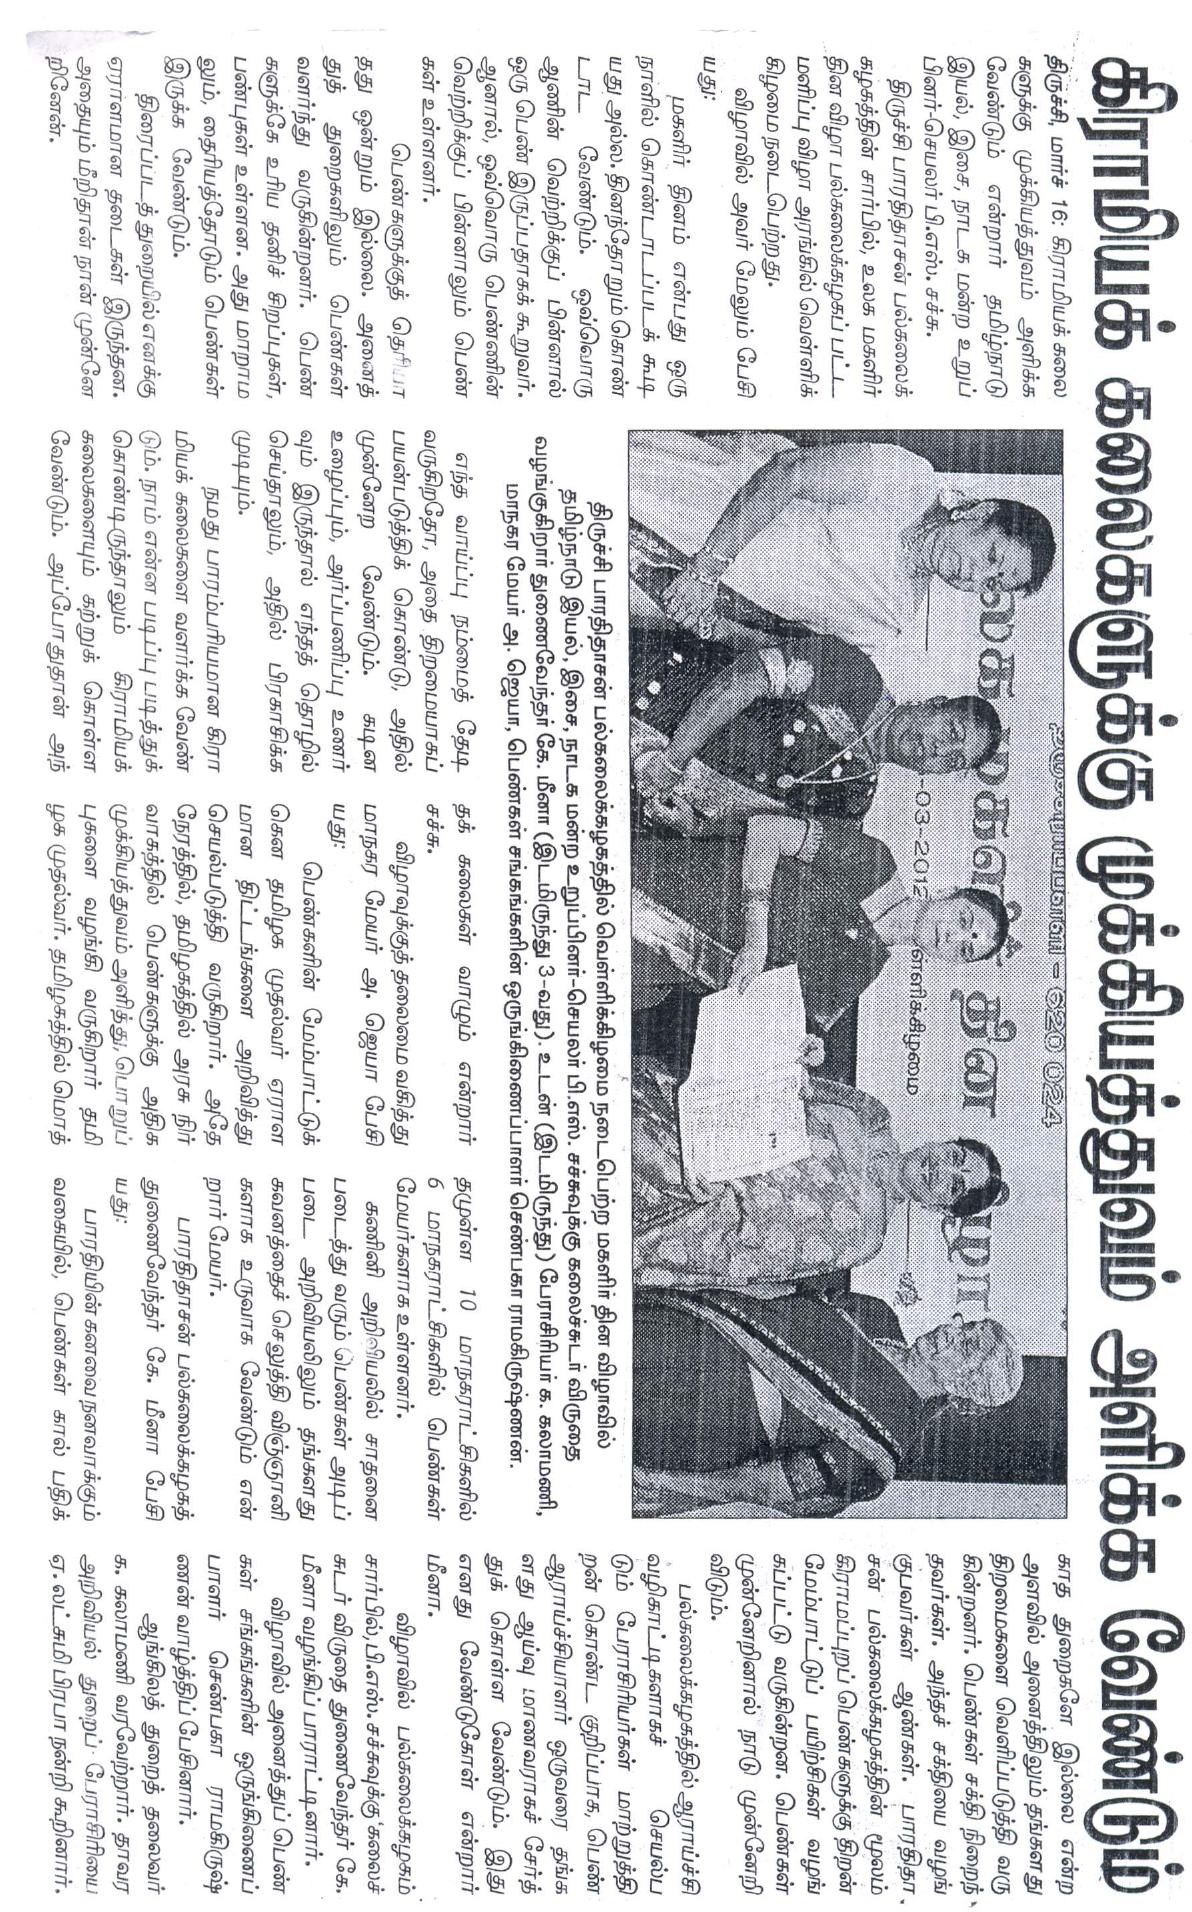 கிராமியக் கலைகளுக்கு முக்கியத்துவம் அளிக்க வேண்டும்
திருச்சி, மார்ச் 16: கிராமியக் கலை
களுக்கு முக்கியத்துவம் அளிக்க
வேண்டும் என்றார் தமிழ்நாடு
இயல், இசை, நாடக மன்ற உறுப்
பினர்-செயலர் பி.எஸ். சச்சு.
திருச்சி பாரதிதாசன் பல்கலைக்
கழகத்தின் சார்பில், உலக மகளிர்
தின விழா பல்கலைக்கழகப் பட்ட
மளிப்பு விழா அரங்கில் வெள்ளிக்
கிழமை நடைபெற்றது.
விழாவில் அவர் மேலும் பேசி
யது:
மகளிர் தினம் என்பது ஒரு
நாளில் கொண்டாடப்படக் கூடி
யது அல்ல. தினந்தோறும் கொண்
டாட வேண்டும். ஒவ்வொரு
ஆணின் வெற்றிக்குப் பின்னால்
ஒரு பெண் இருப்பதாகக் கூறுவர்.
ஆனால், ஒவ்வொரு பெண்ணின்
வெற்றிக்குப் பின்னாலும் பெண்
கள் உள்ளனர்.
பெண்களுக்குத் தெரியா
தது ஒன்றும் இல்லை. அனைத்
துத் துறைகளிலும் பெண்கள்
வளர்ந்து வருகின்றனர். பெண்
களுக்கே உரிய தனிச் சிறப்புகள்,
பண்புகள் உள்ளன. அது மாறாம
லும், தைரியத்தோடும் பெண்கள்
இருக்க வேண்டும்.
திரைப்படத் துறையில் எனக்கு
ஏராளமான தடைகள் இருந்தன.
அதையும் மீறிதான் நான் முன்னே
றினேன்.
உலக மகளிர் தின விழா
பல்கலைப்பேரூர் – 620 024
-03-2012
வெள்ளிக்கிழமை
திருச்சி பாரதிதாசன் பல்கலைக்கழகத்தில் வெள்ளிக்கிழமை நடைபெற்ற மகளிர் தின விழாவில்
தமிழ்நாடு இயல், இசை, நாடக மன்ற உறுப்பினர்-செயலர் பி.எஸ். சச்சுவுக்கு கலைச்சுடர் விருதை
வழங்குகிறார் துணைவேந்தர் கே. மீனா (இடமிருந்து 3-வது). உடன் (இடமிருந்து) பேராசிரியர் க. கலாமணி,
மாநகர மேயர் அ. ஜெயா, பெண்கள் சங்கங்களின் ஒருங்கிணைப்பாளர் செண்பகா ராமகிருஷ்ணன்.
எந்த வாய்ப்பு நம்மைத் தேடி
வருகிறதோ, அதை திறமையாகப்
பயன்படுத்திக் கொண்டு, அதில்
முன்னேற வேண்டும். கடின
உழைப்பும், அர்ப்பணிப்பு உணர்
வும் இருந்தால் எந்தத் தொழில்
செய்தாலும், அதில் பிரகாசிக்க
முடியும்.
நமது பாரம்பரியமான கிரா
மியக் கலைகளை வளர்க்க வேண்
டும். நாம் என்ன படிப்பு படித்துக்
கொண்டிருந்தாலும் கிராமியக்
கலைகளையும் கற்றுக் கொள்ள
வேண்டும். அப்போதுதான் அந்
தக் கலைகள் வாழும் என்றார்
சச்சு.
விழாவுக்குத் தலைமை வகித்து
மாநகர மேயர் அ. ஜெயா பேசி
யது:
பெண்களின் மேம்பாட்டுக்
கென தமிழக முதல்வர் ஏராள
மான திட்டங்களை அறிவித்து
செயல்படுத்தி வருகிறார். அதே
நேரத்தில், தமிழகத்தில் அரசு நிர்
வாகத்தில் பெண்களுக்கு அதிக
முக்கியத்துவம் அளித்து, பொறுப்
புகளை வழங்கி வருகிறார் தமி
ழக முதல்வர். தமிழகத்தில் மொத்
தமுள்ள 10 மாநகராட்சிகளில்
6 மாநகராட்சிகளில் பெண்கள்
மேயர்களாக உள்ளனர்.
கணினி அறிவியலில் சாதனை
படைத்து வரும் பெண்கள் அடிப்
படை அறிவியலிலும் தங்களது
கவனத்தைச் செலுத்தி விஞ்ஞானி
களாக உருவாக வேண்டும் என்
றார் மேயர்.
பாரதிதாசன் பல்கலைக்கழகத்
துணைவேந்தர் கே. மீனா பேசி
யது:
பாரதியின் கனவை நனவாக்கும்
வகையில், பெண்கள் கால் பதிக்
காத துறைகளே இல்லை என்ற
அளவில் அனைத்திலும் தங்களது
திறமைகளை வெளிப்படுத்தி வரு
கின்றனர். பெண்கள் சக்தி நிறைந்
தவர்கள். அந்தச் சக்தியை வழங்
குபவர்கள் ஆண்கள். பாரதிதா
சன் பல்கலைக்கழகத்தின் மூலம்
கிராமப்புறப் பெண்களுக்கு திறன்
மேம்பாட்டுப் பயிற்சிகள் வழங்
கப்பட்டு வருகின்றன. பெண்கள்
முன்னேறினால் நாடு முன்னேறி
விடும்.
பல்கலைக்கழகத்தில் ஆராய்ச்சி
வழிகாட்டிகளாகச் செயல்ப
டும் பேராசிரியர்கள் மாற்றுத்தி
றன் கொண்ட குறிப்பாக, பெண்
ஆராய்ச்சியாளர் ஒருவரை தங்க
ளது ஆய்வு மாணவராகச் சேர்த்
துக் கொள்ள வேண்டும். இது
எனது வேண்டுகோள் என்றார்
மீனா.
விழாவில் பல்கலைக்கழகம்
சார்பில், பி.எஸ். சச்சுவுக்கு 'கலைச்
சுடர்' விருதை துணைவேந்தர் கே.
மீனா வழங்கிப் பாராட்டினார்.
விழாவில் அனைத்துப் பெண்
கள் சங்கங்களின் ஒருங்கிணைப்
பாளர் செண்பகா ராமகிருஷ்
ணன் வாழ்த்திப் பேசினார்.
ஆங்கிலத் துறைத் தலைவர்
க. கலாமணி வரவேற்றார். தாவர
அறிவியல் துறைப் பேராசிரியை
ஏ. லட்சுமி பிரபா நன்றி கூறினார்.